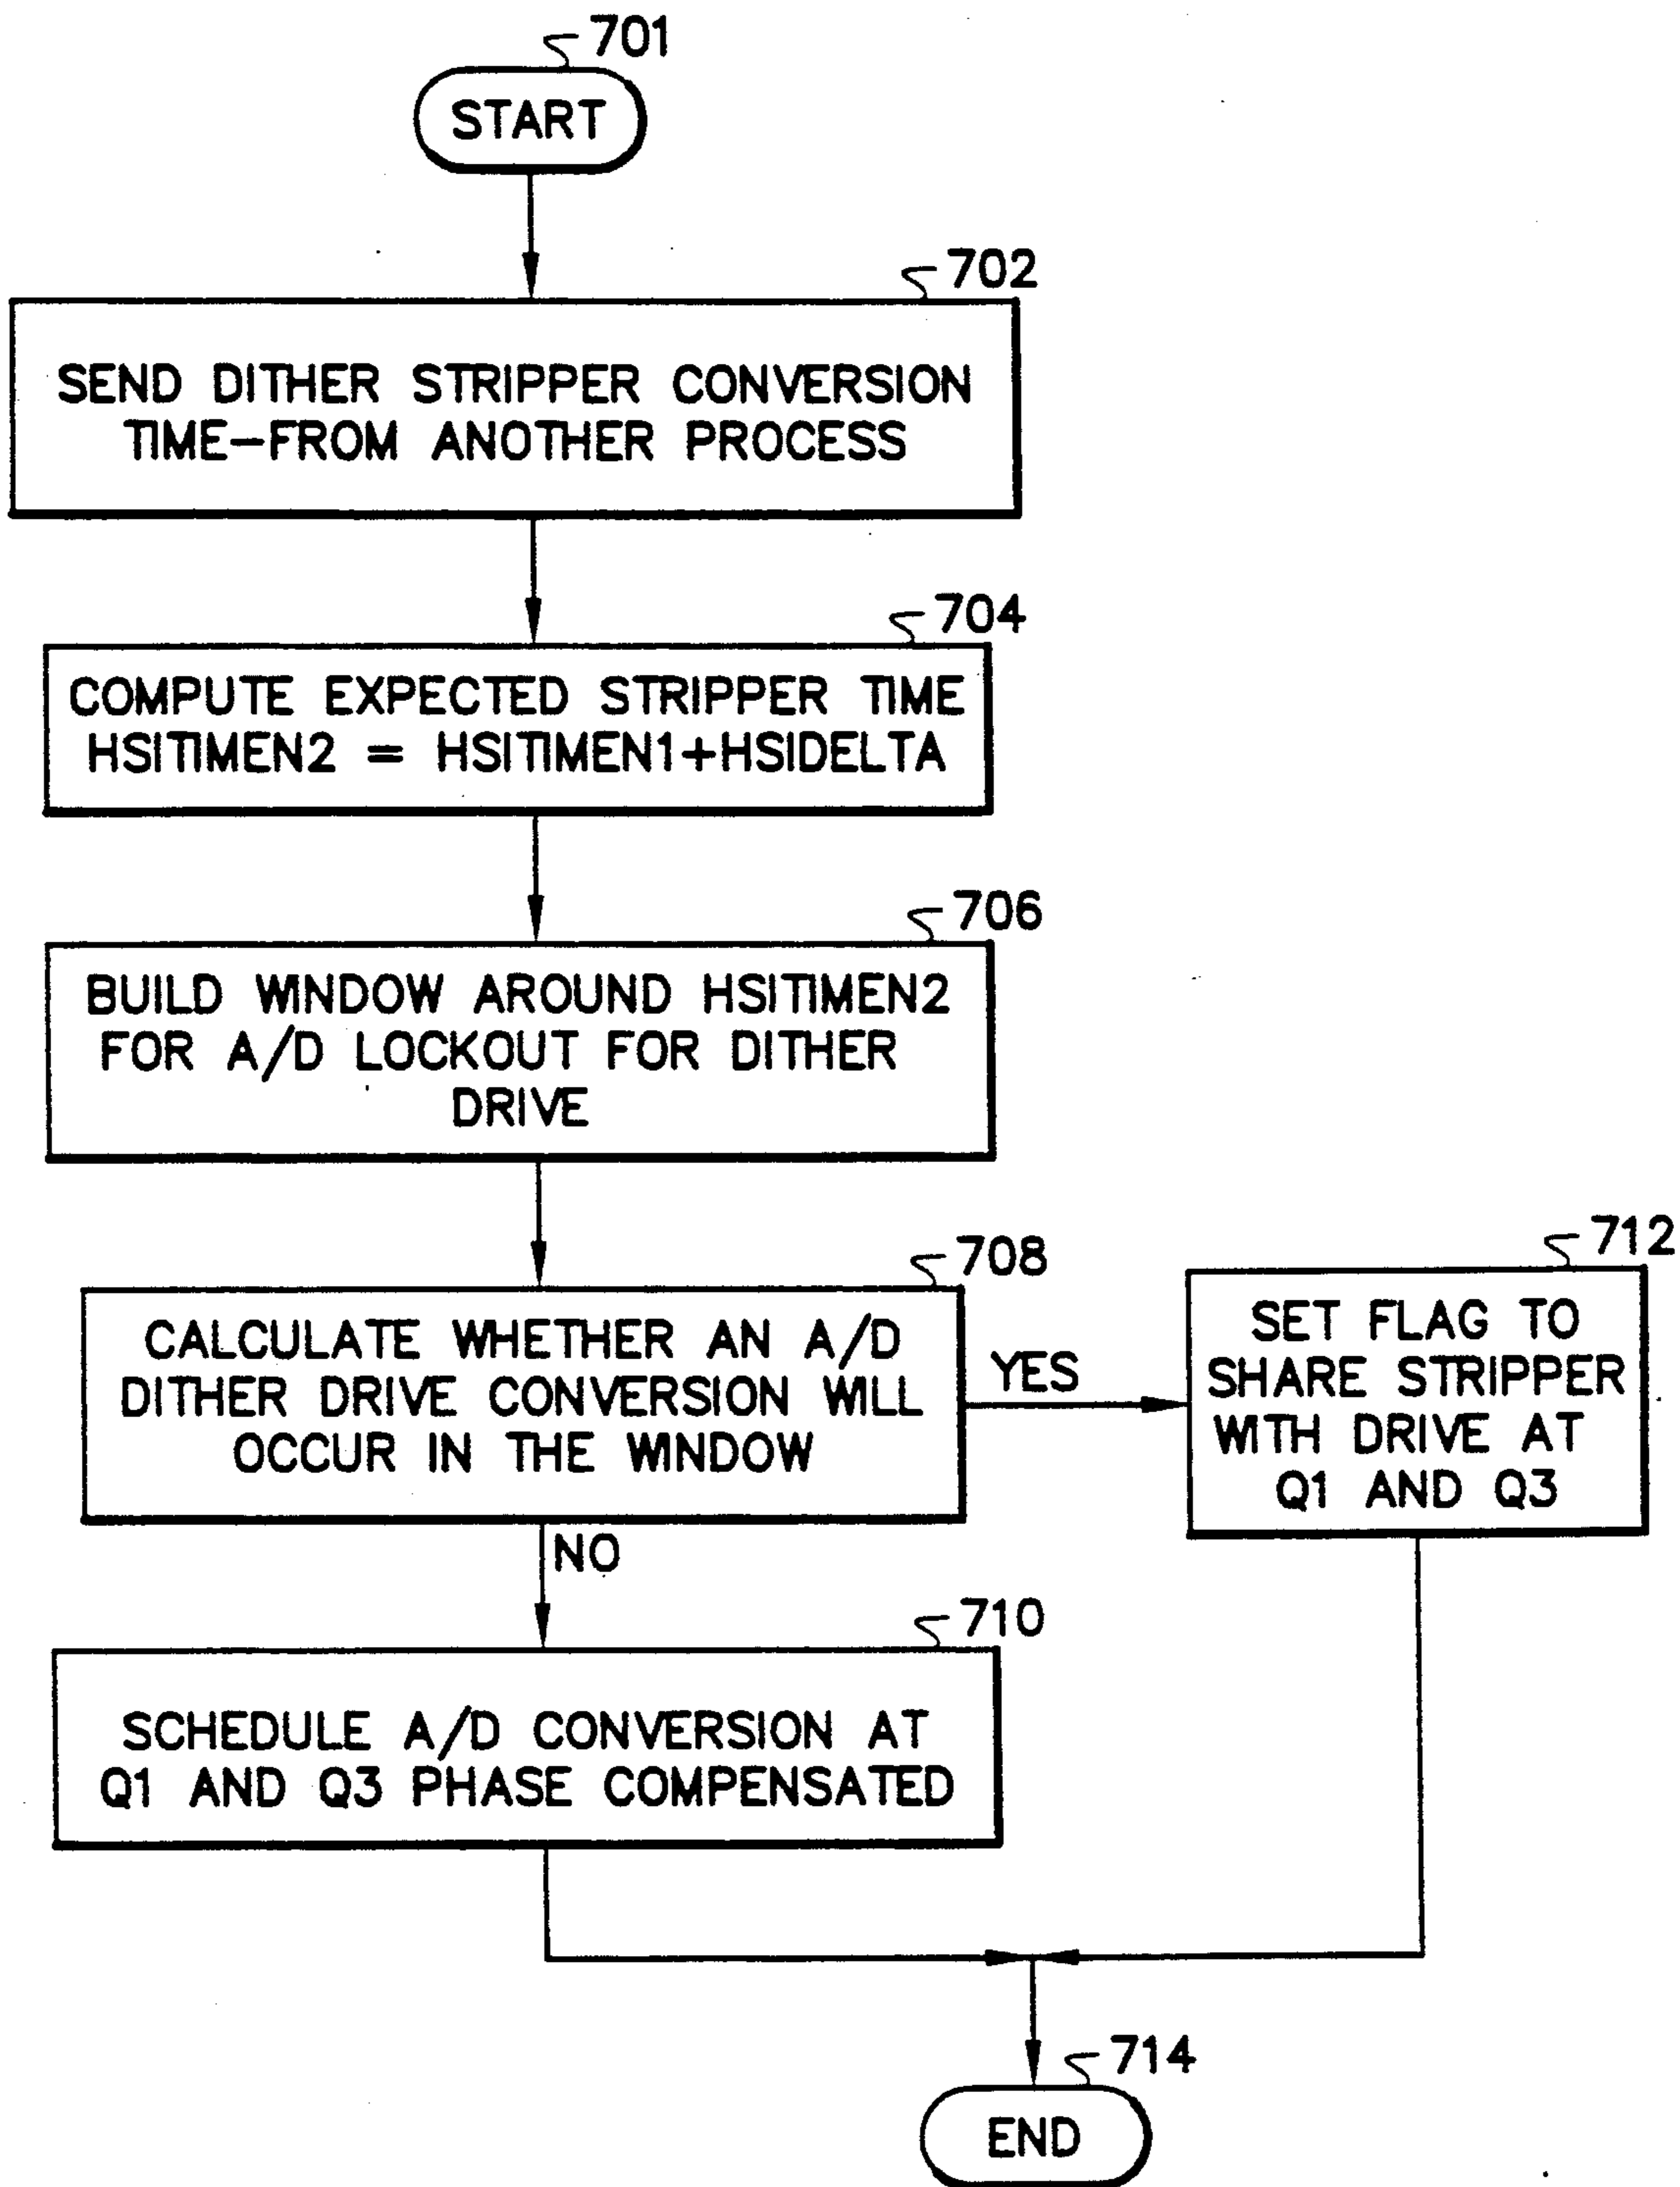 701
START
702
SEND DITHER STRIPPER CONVERSION
TIME-FROM ANOTHER PROCESS
704
COMPUTE EXPECTED STRIPPER TIME
HSITIMEN2 = HSITIMEN1+HSIDELTA
706
BUILD WINDOW AROUND HSITIMEN2
FOR A/D LOCKOUT FOR DITHER
DRIVE
708
CALCULATE WHETHER AN A/D
DITHER DRIVE CONVERSION WILL
OCCUR IN THE WINDOW
YES
712
SET FLAG TO
SHARE STRIPPER
WITH DRIVE AT
Q1 AND Q3
NO
710
SCHEDULE A/D CONVERSION AT
Q1 AND Q3 PHASE COMPENSATED
714
END